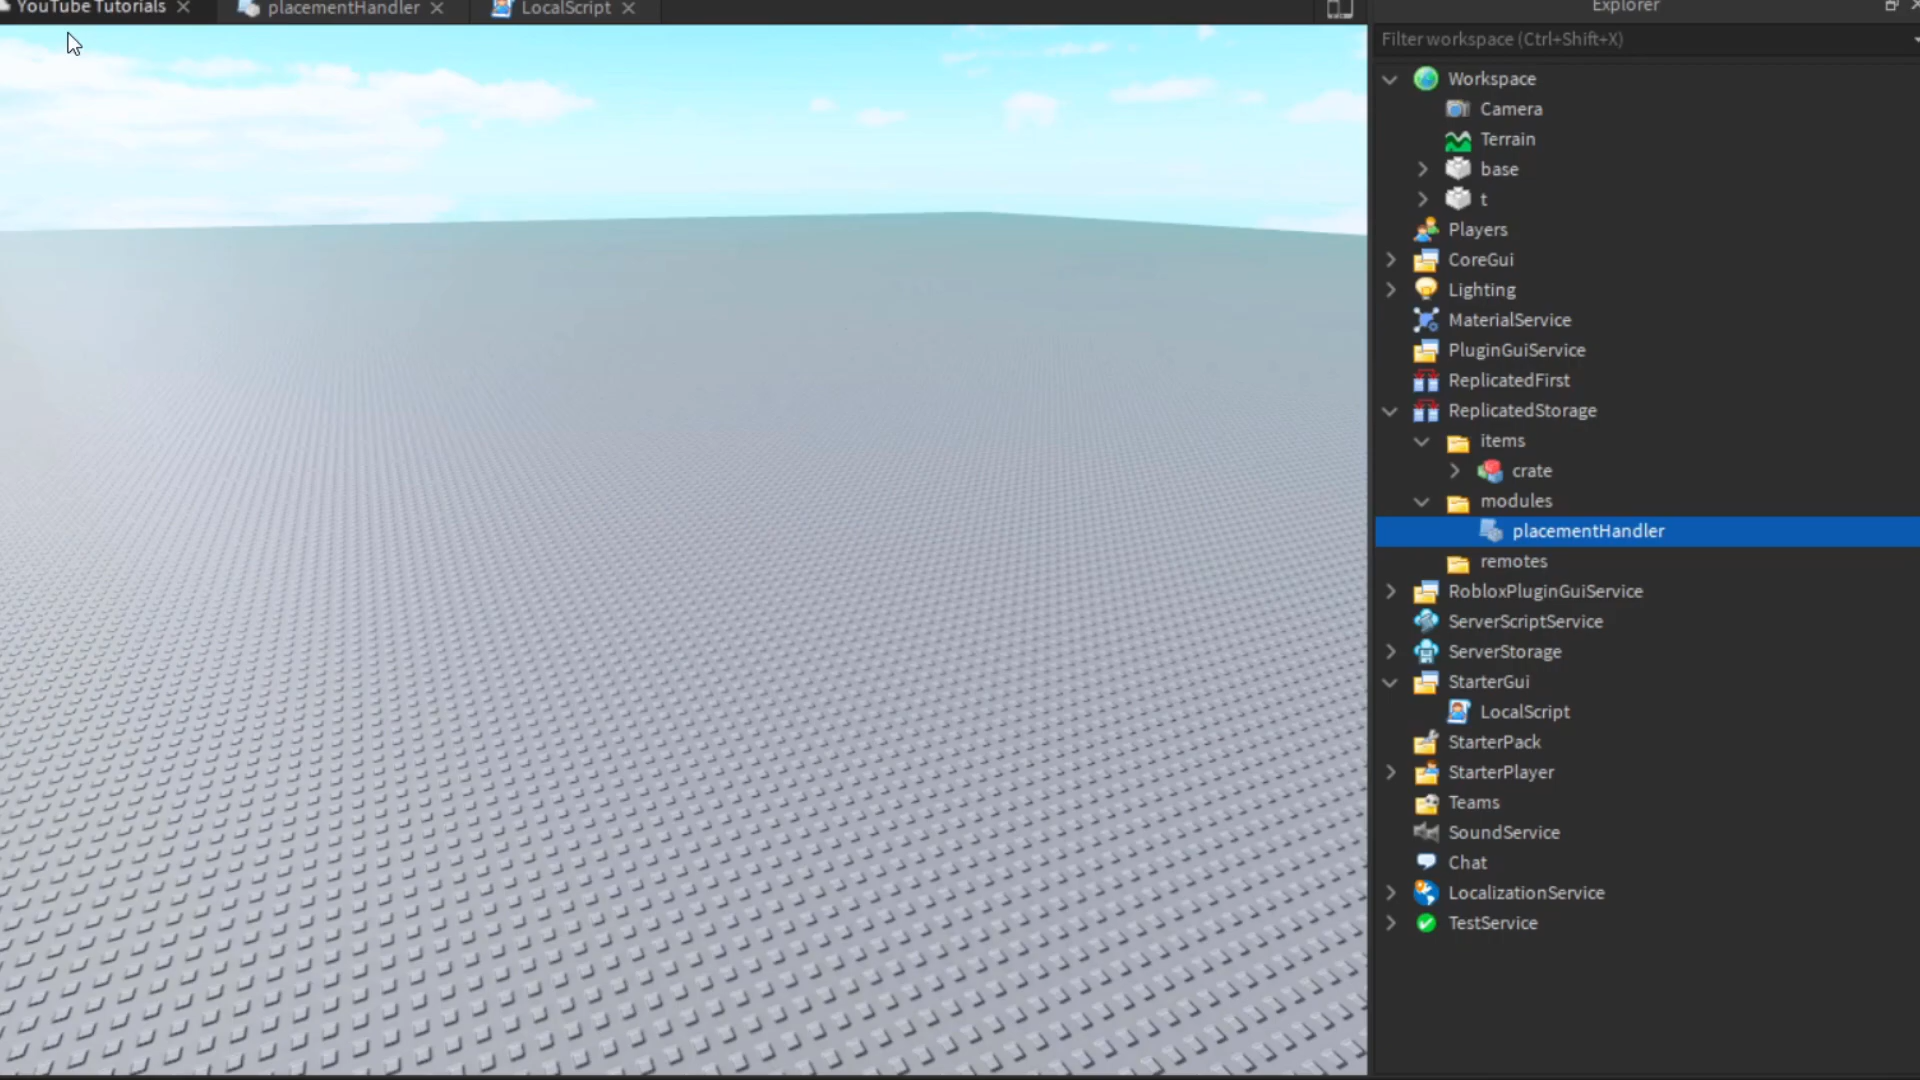 YouTube Tutorials
placementHandler
LocalScript
Explorer
Filter workspace (Ctrl+Shift+X)
Workspace
Camera
Terrain
base
t
Players
CoreGui
Lighting
MaterialService
PluginGuiService
ReplicatedFirst
ReplicatedStorage
items
crate
modules
placementHandler
remotes
RobloxPluginGuiService
ServerScriptService
ServerStorage
StarterGui
LocalScript
StarterPack
StarterPlayer
Teams
SoundService
Chat
LocalizationService
TestService